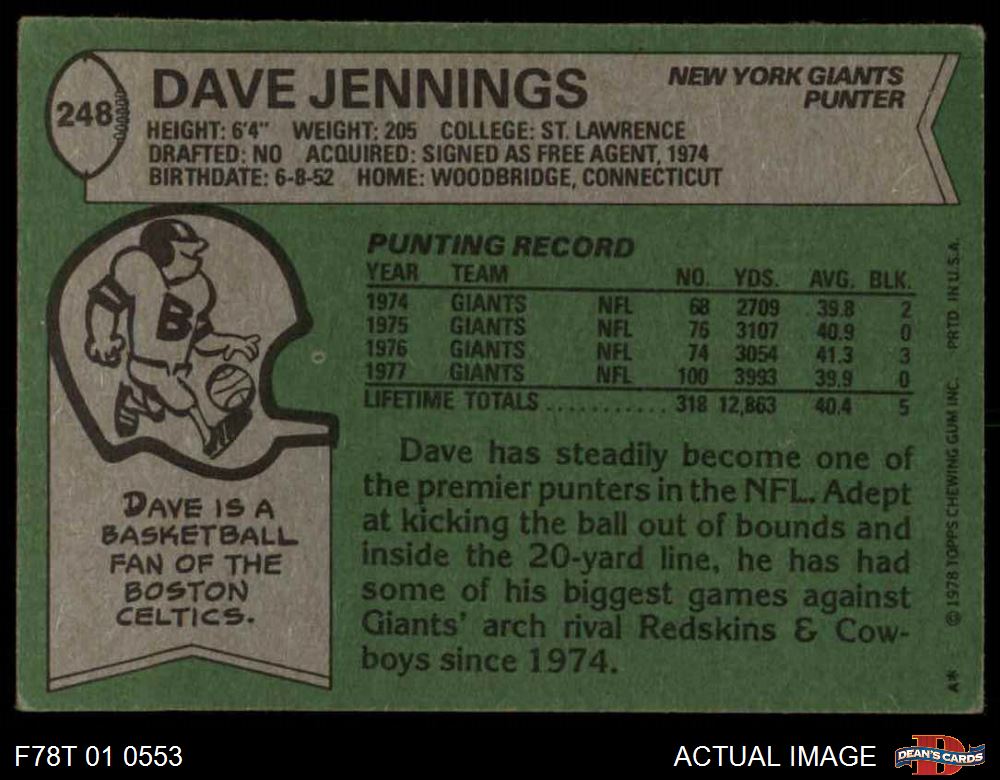 248
DAVE JENNINGS
NEW YORK GIANTS
PUNTER
HEIGHT: 6'4" WEIGHT: 205 COLLEGE: ST. LAWRENCE
DRAFTED: NO ACQUIRED: SIGNED AS FREE AGENT, 1974
BIRTHDATE: 6-8-52 HOME: WOODBRIDGE, CONNECTICUT
B
DAVE IS A
BASKETBALL
FAN OF THE
BOSTON
CELTICS.
PUNTING RECORD
YEAR TEAM NO. YDS. AVG. BLK.
1974 GIANTS NFL 68 2709 39.8 2
1975 GIANTS NFL 76 3107 40.9 0
1976 GIANTS NFL 74 3054 41.3 3
1977 GIANTS NFL 100 3993 39.9 0
LIFETIME TOTALS ........... 318 12,863 40.4 5
Dave has steadily become one of
the premier punters in the NFL. Adept
at kicking the ball out of bounds and
inside the 20-yard line, he has had
some of his biggest games against
Giants' arch rival Redskins & Cow-
boys since 1974.
A* © 1978 TOPPS CHEWING GUM INC. PRTD. IN U.S.A.
F78T 01 0553
ACTUAL IMAGE
D
DEAN'S CARDS